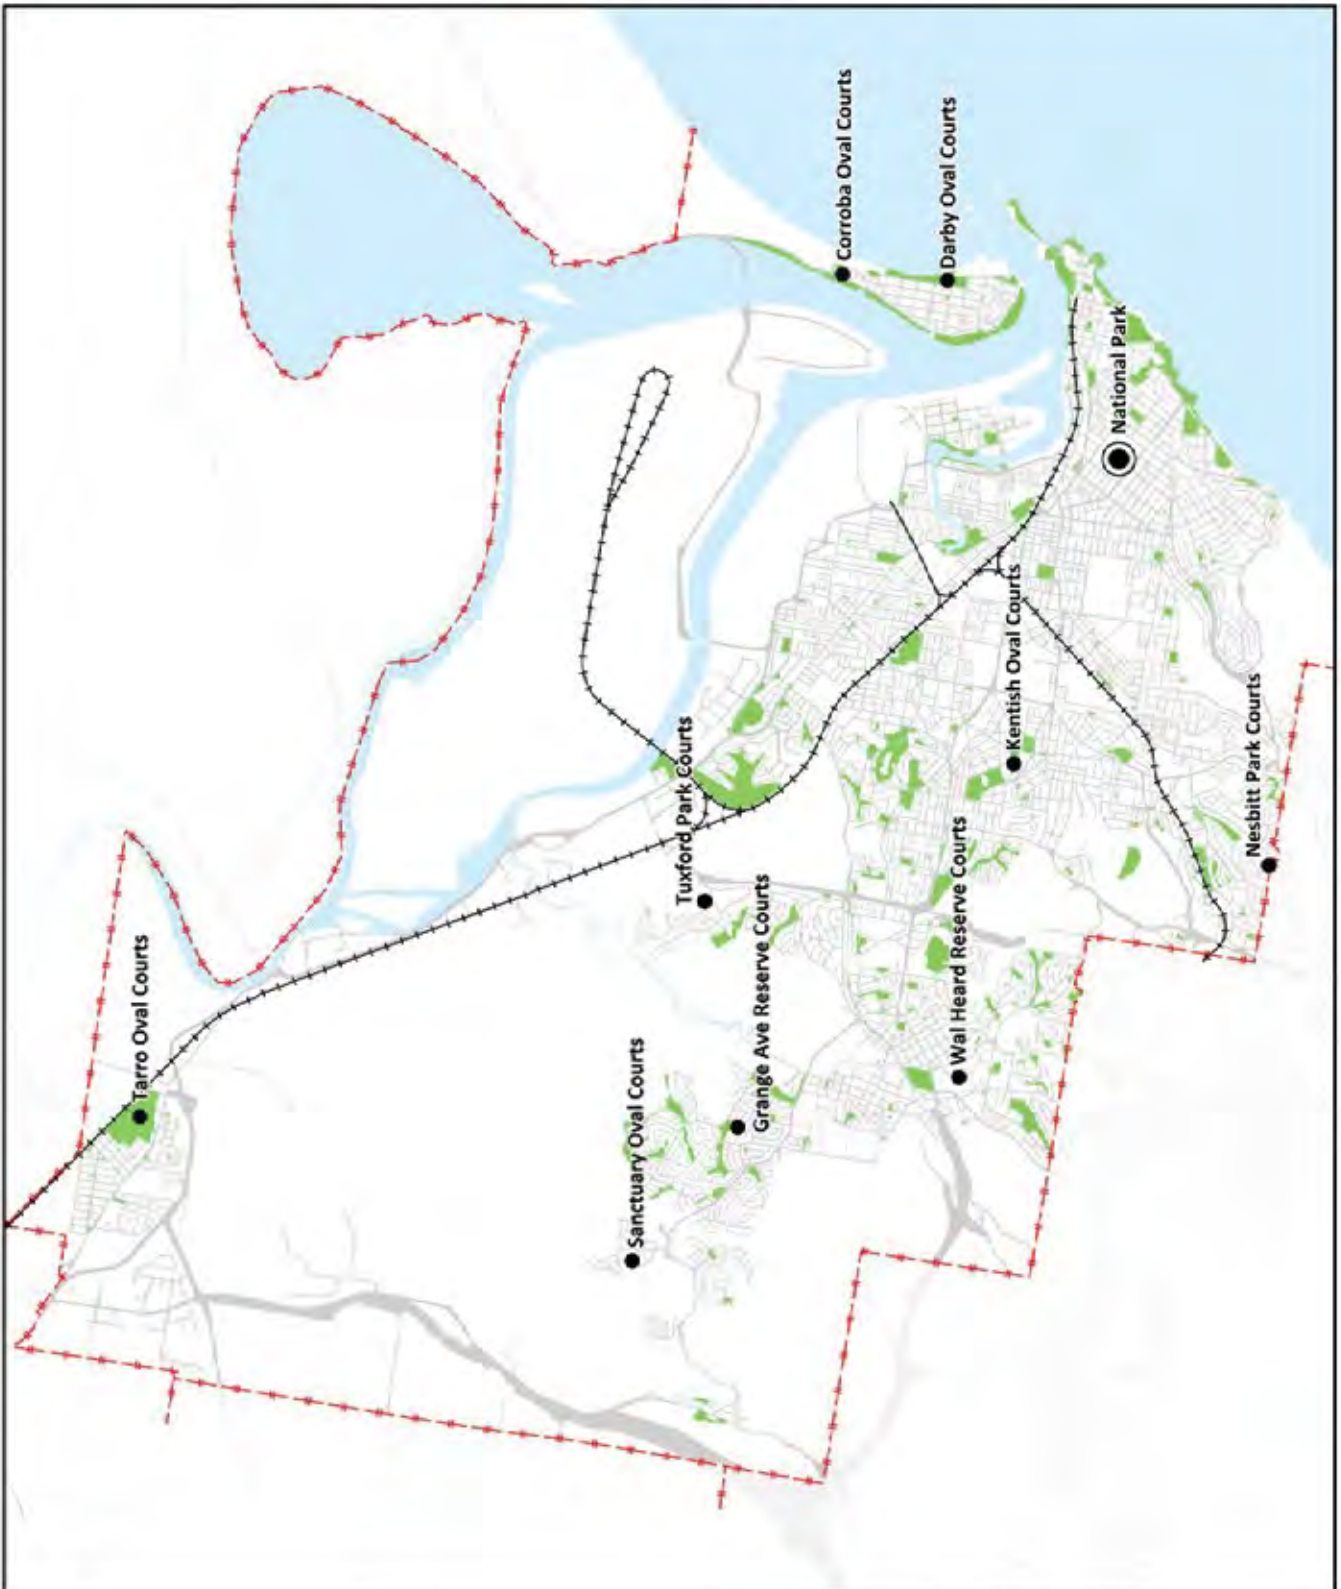 Tarro Oval Courts
Corroba Oval Courts
Darby Oval Courts
National Park
Tuxford Park Courts
Kentish Oval Courts
Nesbitt Park Courts
Grange Ave Reserve Courts
Wal Heard Reserve Courts
Sanctuary Oval Courts